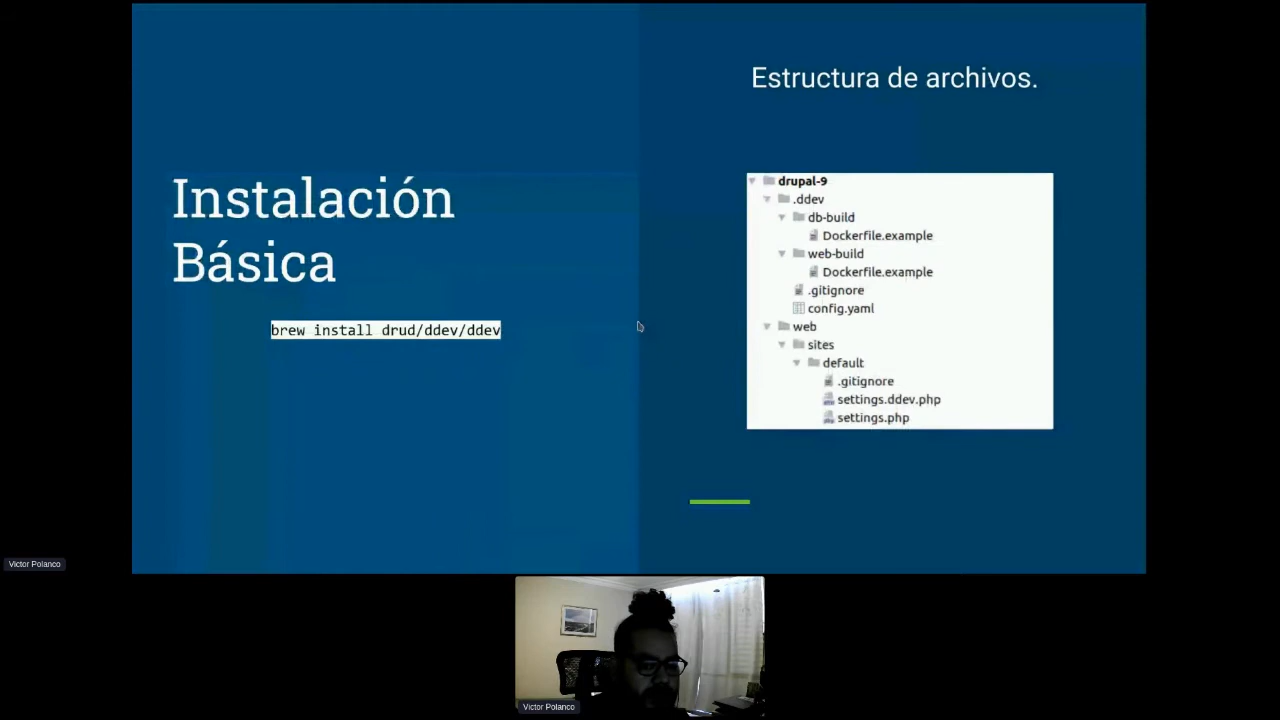 Instalación
Básica
brew install drud/ddev/ddev
Estructura de archivos.
drupal-9
.ddev
db-build
Dockerfile.example
web-build
Dockerfile.example
.gitignore
config.yaml
web
sites
default
.gitignore
settings.ddev.php
settings.php
Victor Polanco
Victor Polanco